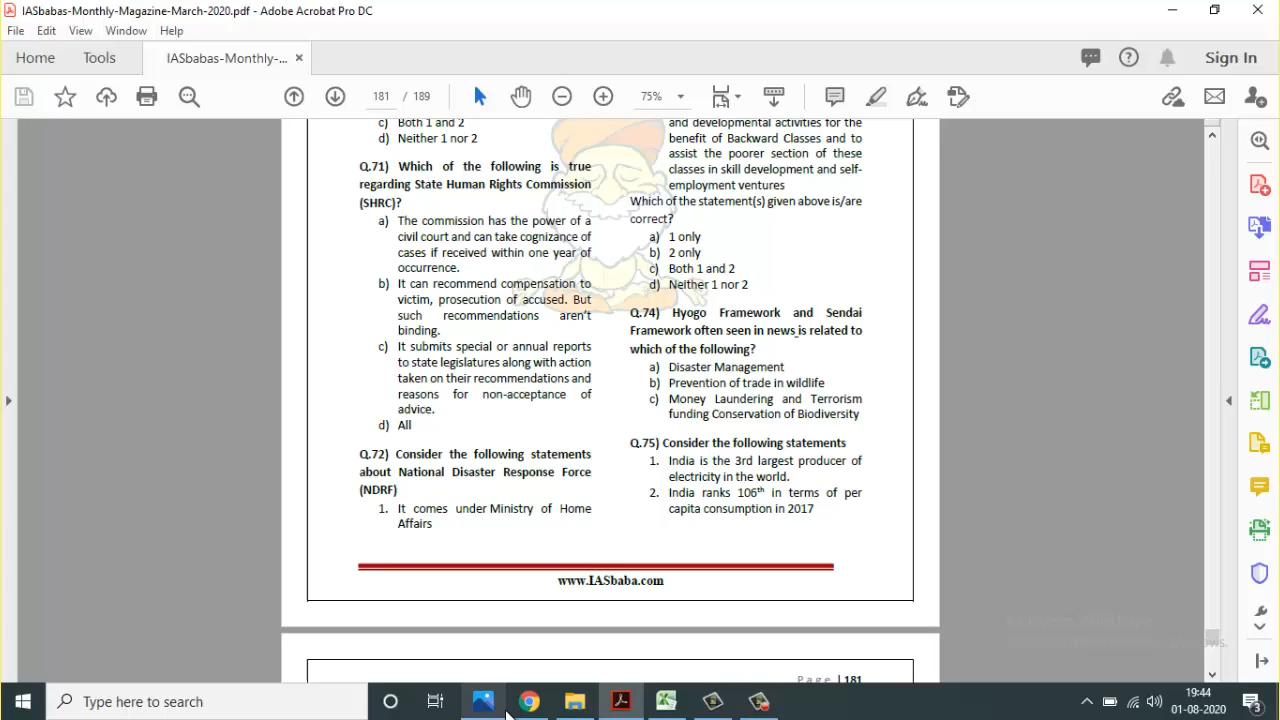 IASbabas-Monthly-Magazine-March-2020.pdf - Adobe Acrobat Pro DC
File Edit View Window Help
Home Tools IASbabas-Monthly-... × Sign In
181 / 189 75%
c) Both 1 and 2
d) Neither 1 nor 2
Q.71) Which of the following is true
regarding State Human Rights Commission
(SHRC)?
a) The commission has the power of a
civil court and can take cognizance of
cases if received within one year of
occurrence.
b) It can recommend compensation to
victim, prosecution of accused. But
such recommendations aren't
binding.
c) It submits special or annual reports
to state legislatures along with action
taken on their recommendations and
reasons for non-acceptance of
advice.
d) All
Q.72) Consider the following statements
about National Disaster Response Force
(NDRF)
1. It comes under Ministry of Home
Affairs
and developmental activities for the
benefit of Backward Classes and to
assist the poorer section of these
classes in skill development and self-
employment ventures
Which of the statement(s) given above is/are
correct?
a) 1 only
b) 2 only
c) Both 1 and 2
d) Neither 1 nor 2
Q.74) Hyogo Framework and Sendai
Framework often seen in news is related to
which of the following?
a) Disaster Management
b) Prevention of trade in wildlife
c) Money Laundering and Terrorism
funding Conservation of Biodiversity
Q.75) Consider the following statements
1. India is the 3rd largest producer of
electricity in the world.
2. India ranks 106th in terms of per
capita consumption in 2017
www.IASbaba.com
Page |181
Type here to search
19:44
01-08-2020
3